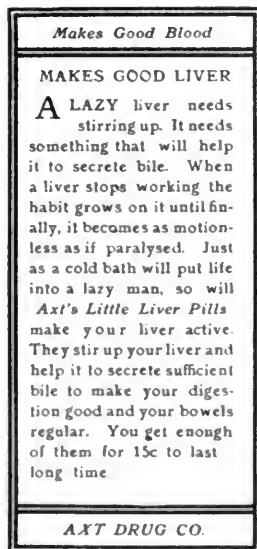 Makes Good Blood
MAKES GOOD LIVER
A LAZY liver needs
stirring up. It needs
something that will help
it to secrete bile. When
a liver stops working the
habit grows on it until fin-
ally, it becomes as motion-
less as if paralysed. Just
as a cold bath will put life
into a lazy man, so will
Axt's Little Liver Pills
make your liver active.
They stir up your liver and
help it to secrete sufficient
bile to make your diges-
tion good and your bowels
regular. You get enough
of them for 15c to last
long time
AXT DRUG CO.